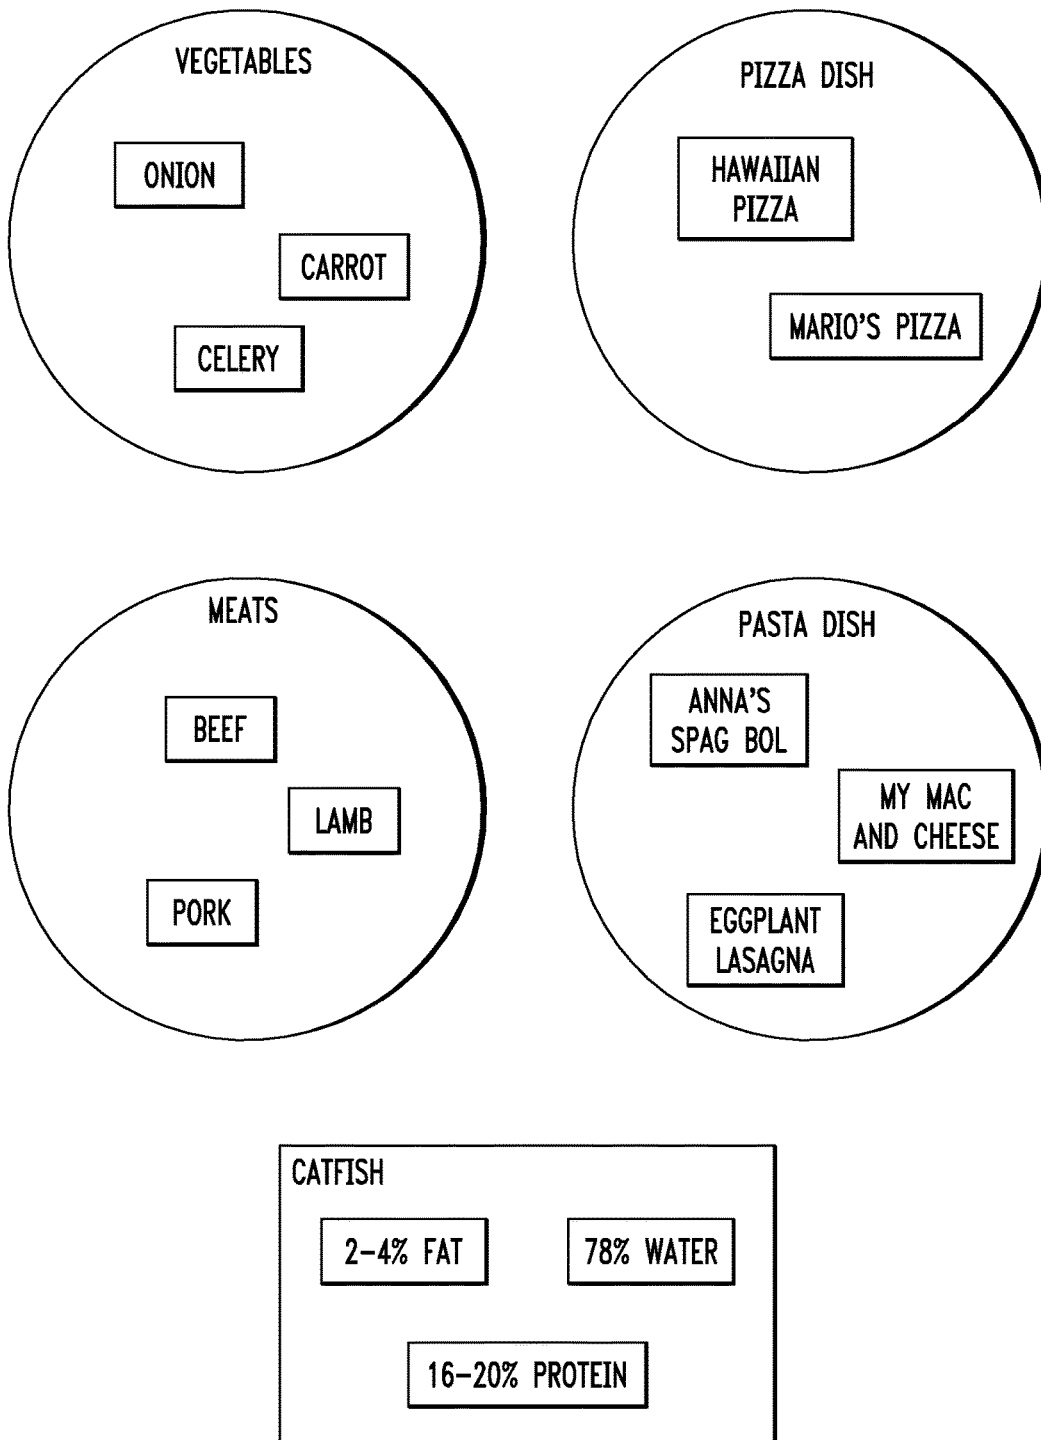 VEGETABLES
ONION
CARROT
CELERY
PIZZA DISH
HAWAIIAN
PIZZA
MARIO'S PIZZA
MEATS
BEEF
LAMB
PORK
PASTA DISH
ANNA'S
SPAG BOL
MY MAC
AND CHEESE
EGGPLANT
LASAGNA
CATFISH
2-4% FAT
78% WATER
16-20% PROTEIN